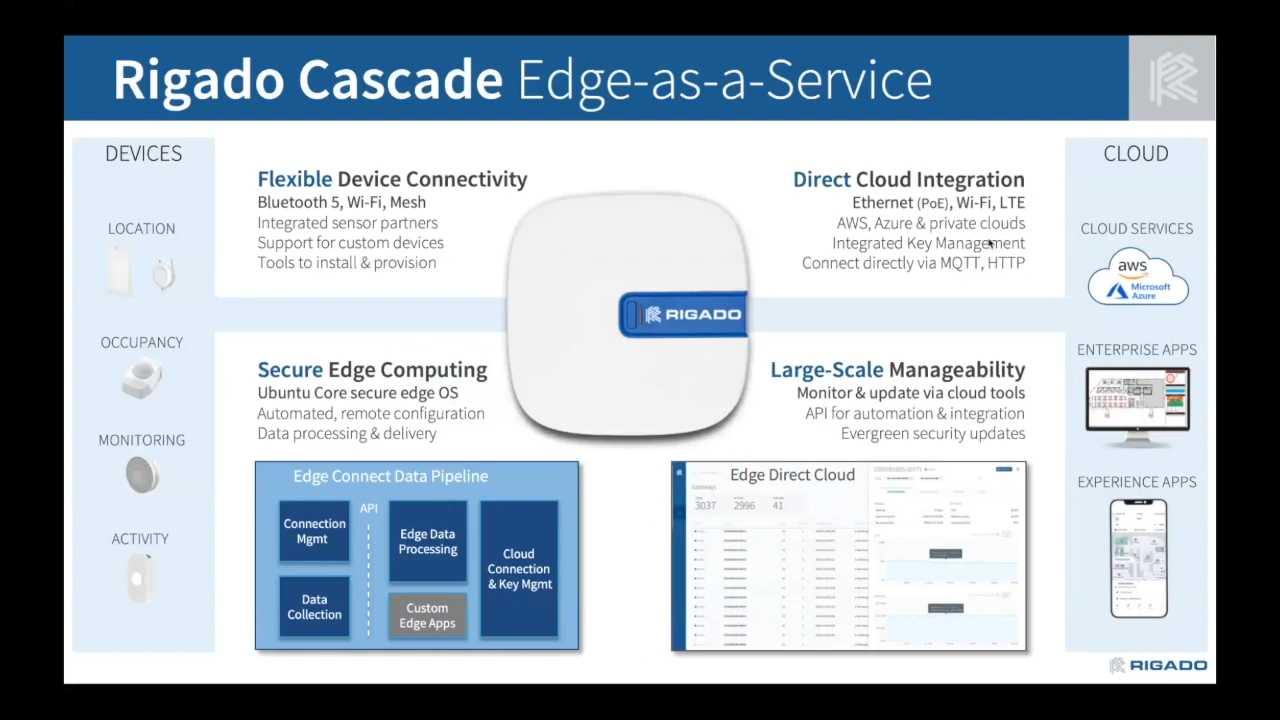 Rigado Cascade Edge-as-a-Service
DEVICES
LOCATION
OCCUPANCY
MONITORING
ACTIVITY
Flexible Device Connectivity
Bluetooth 5, Wi-Fi, Mesh
Integrated sensor partners
Support for custom devices
Tools to install & provision
Secure Edge Computing
Ubuntu Core secure edge OS
Automated, remote configuration
Data processing & delivery
RIGADO
Direct Cloud Integration
Ethernet (PoE), Wi-Fi, LTE
AWS, Azure & private clouds
Integrated Key Management
Connect directly via MQTT, HTTP
Large-Scale Manageability
Monitor & update via cloud tools
API for automation & integration
Evergreen security updates
Edge Connect Data Pipeline
Connection
Mgmt
Data
Collection
API
Edge Data
Processing
Custom
Edge Apps
Cloud
Connection
& Key Mgmt
Edge Direct Cloud
Gateways
3037
2996
41
CLOUD
CLOUD SERVICES
aws
Microsoft
Azure
ENTERPRISE APPS
EXPERIENCE APPS
RIGADO